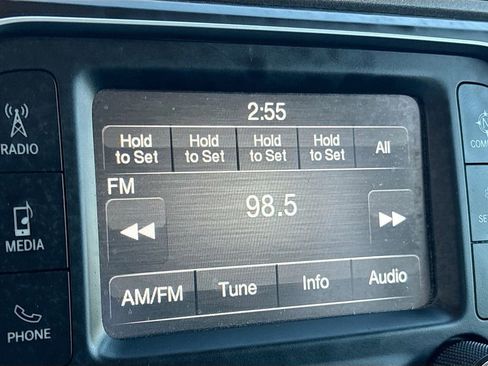 2:55
Hold to Set Hold to Set Hold to Set Hold to Set All
RADIO
FM
98.5
MEDIA
AM/FM Tune Info Audio
PHONE